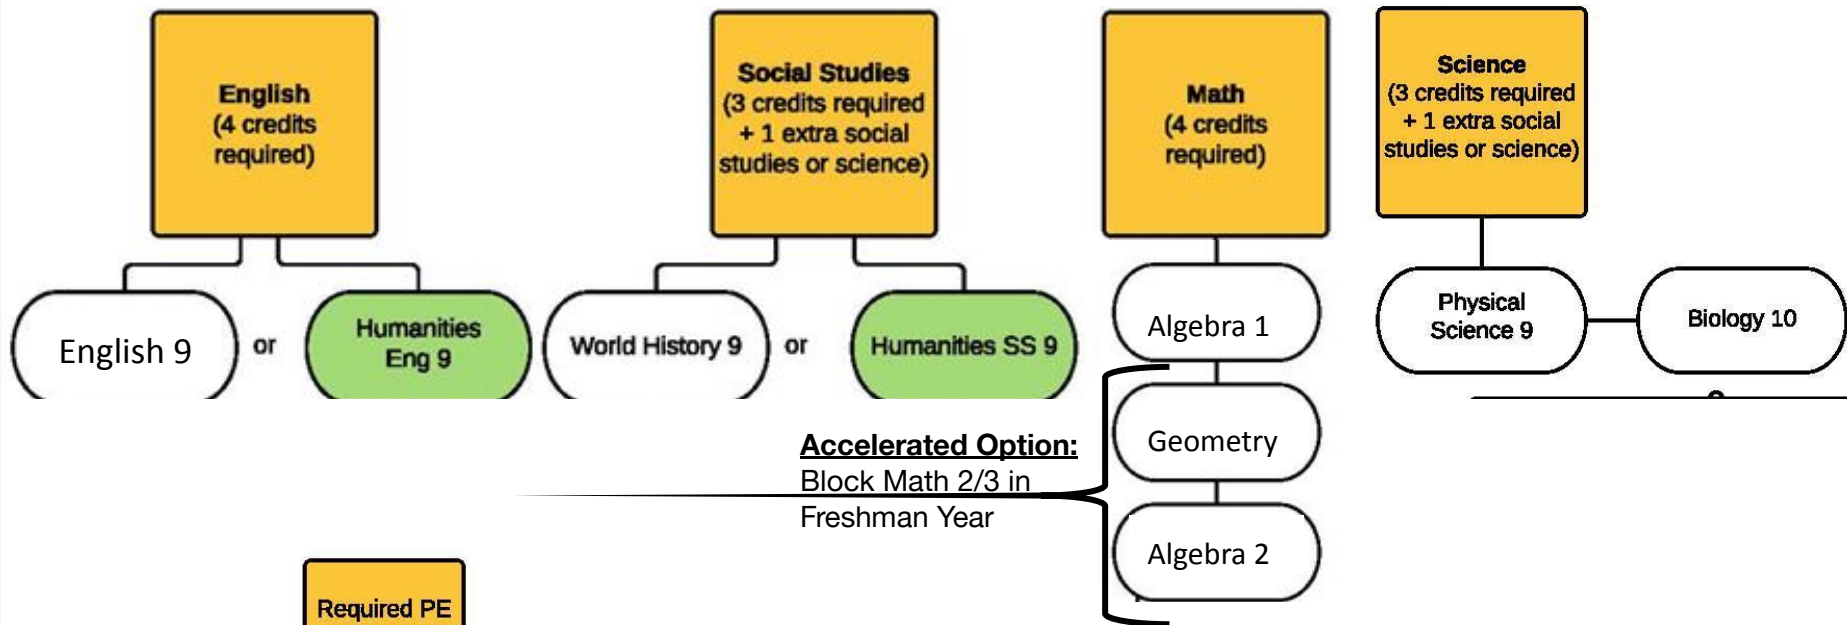 English
(4 credits
required)
Social Studies
(3 credits required
+ 1 extra social
studies or science)
Math
(4 credits
required)
Science
(3 credits required
+ 1 extra social
studies or science)
English 9
or
Humanities
Eng 9
World History 9
or
Humanities SS 9
Algebra 1
Physical
Science 9
Biology 10
Geometry
Algebra 2
Accelerated Option:
Block Math 2/3 in
Freshman Year
Required PE